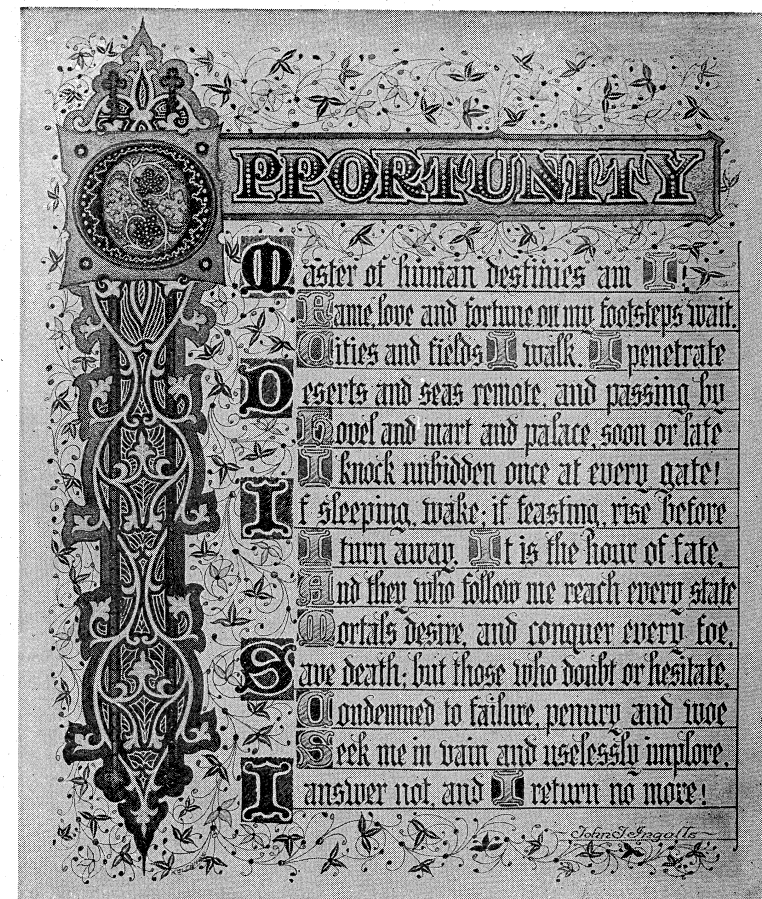 OPPORTUNITY
Master of human destinies am I!
Fame, love and fortune on my footsteps wait.
Cities and fields I walk. I penetrate
Deserts and seas remote, and passing by
Hovel and mart and palace, soon or late
I knock unbidden once at every gate!
If sleeping, wake; if feasting, rise before
I turn away. It is the hour of fate,
And they who follow me reach every state
Mortals desire, and conquer every foe,
Save death; but those who doubt or hesitate,
Condemned to failure, penury and woe
Seek me in vain and uselessly implore,
I answer not, and I return no more!
John J. Ingalls